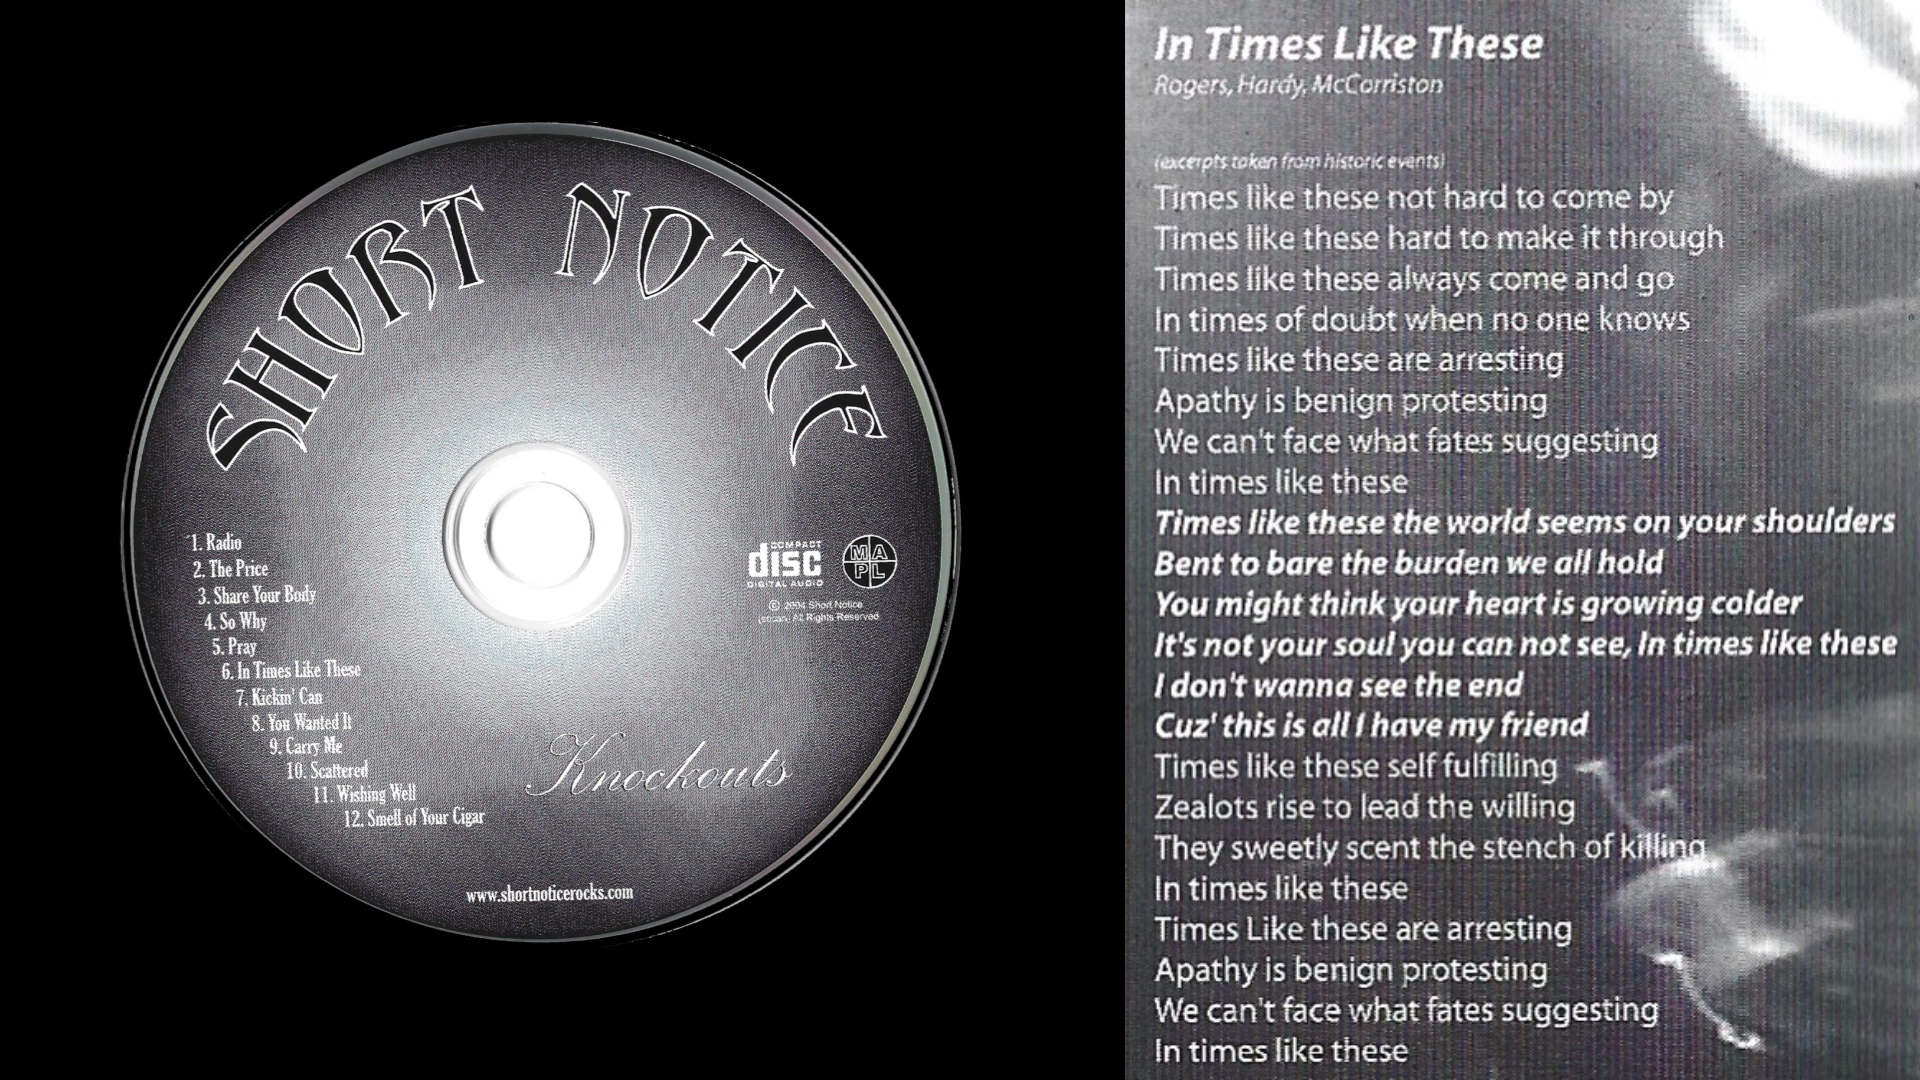 SHORT NOTICE
1. Radio
2. The Price
3. Share Your Body
4. So Why
5. Pray
6. In Times Like These
7. Kickin' Can
8. You Wanted It
9. Carry Me
10. Scattered
11. Wishing Well
12. Smell of Your Cigar
COMPACT
disc
DIGITAL AUDIO
MA
PL
© 2004 Short Notice
(socan) All Rights Reserved
Knockouts
www.shortnoticerocks.com
In Times Like These
Rogers, Hardy, McCorriston
(excerpts taken from historic events)
Times like these not hard to come by
Times like these hard to make it through
Times like these always come and go
In times of doubt when no one knows
Times like these are arresting
Apathy is benign protesting
We can't face what fates suggesting
In times like these
Times like these the world seems on your shoulders
Bent to bare the burden we all hold
You might think your heart is growing colder
It's not your soul you can not see, In times like these
I don't wanna see the end
Cuz' this is all I have my friend
Times like these self fulfilling
Zealots rise to lead the willing
They sweetly scent the stench of killing
In times like these
Times Like these are arresting
Apathy is benign protesting
We can't face what fates suggesting
In times like these